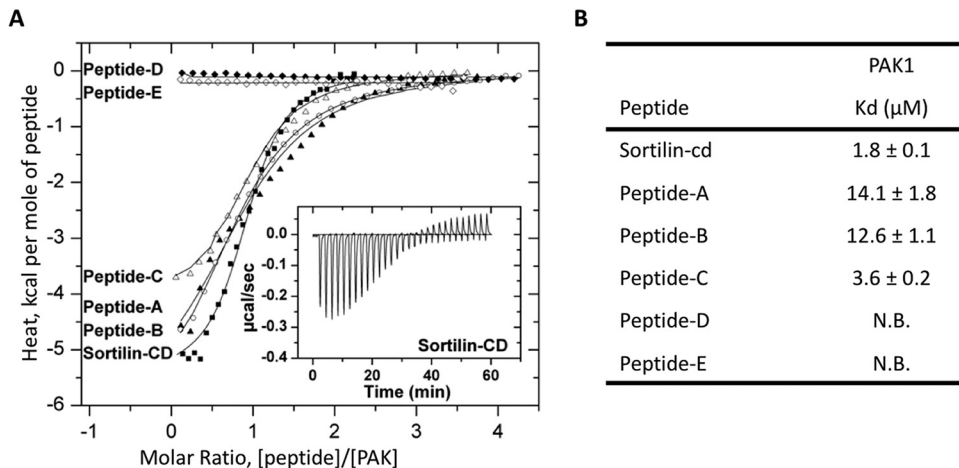 A
B
0
-1
-2
-3
-4
-5
-6
Heat, kcal per mole of peptide
Peptide-D
Peptide-E
Peptide-C
Peptide-A
Peptide-B
Sortilin-CD
0.0
-0.1
-0.2
-0.3
-0.4
µcal/sec
Sortilin-CD
0 20 40 60
Time (min)
-1 0 1 2 3 4
Molar Ratio, [peptide]/[PAK]
PAK1
Peptide Kd (µM)
Sortilin-cd 1.8 ± 0.1
Peptide-A 14.1 ± 1.8
Peptide-B 12.6 ± 1.1
Peptide-C 3.6 ± 0.2
Peptide-D N.B.
Peptide-E N.B.